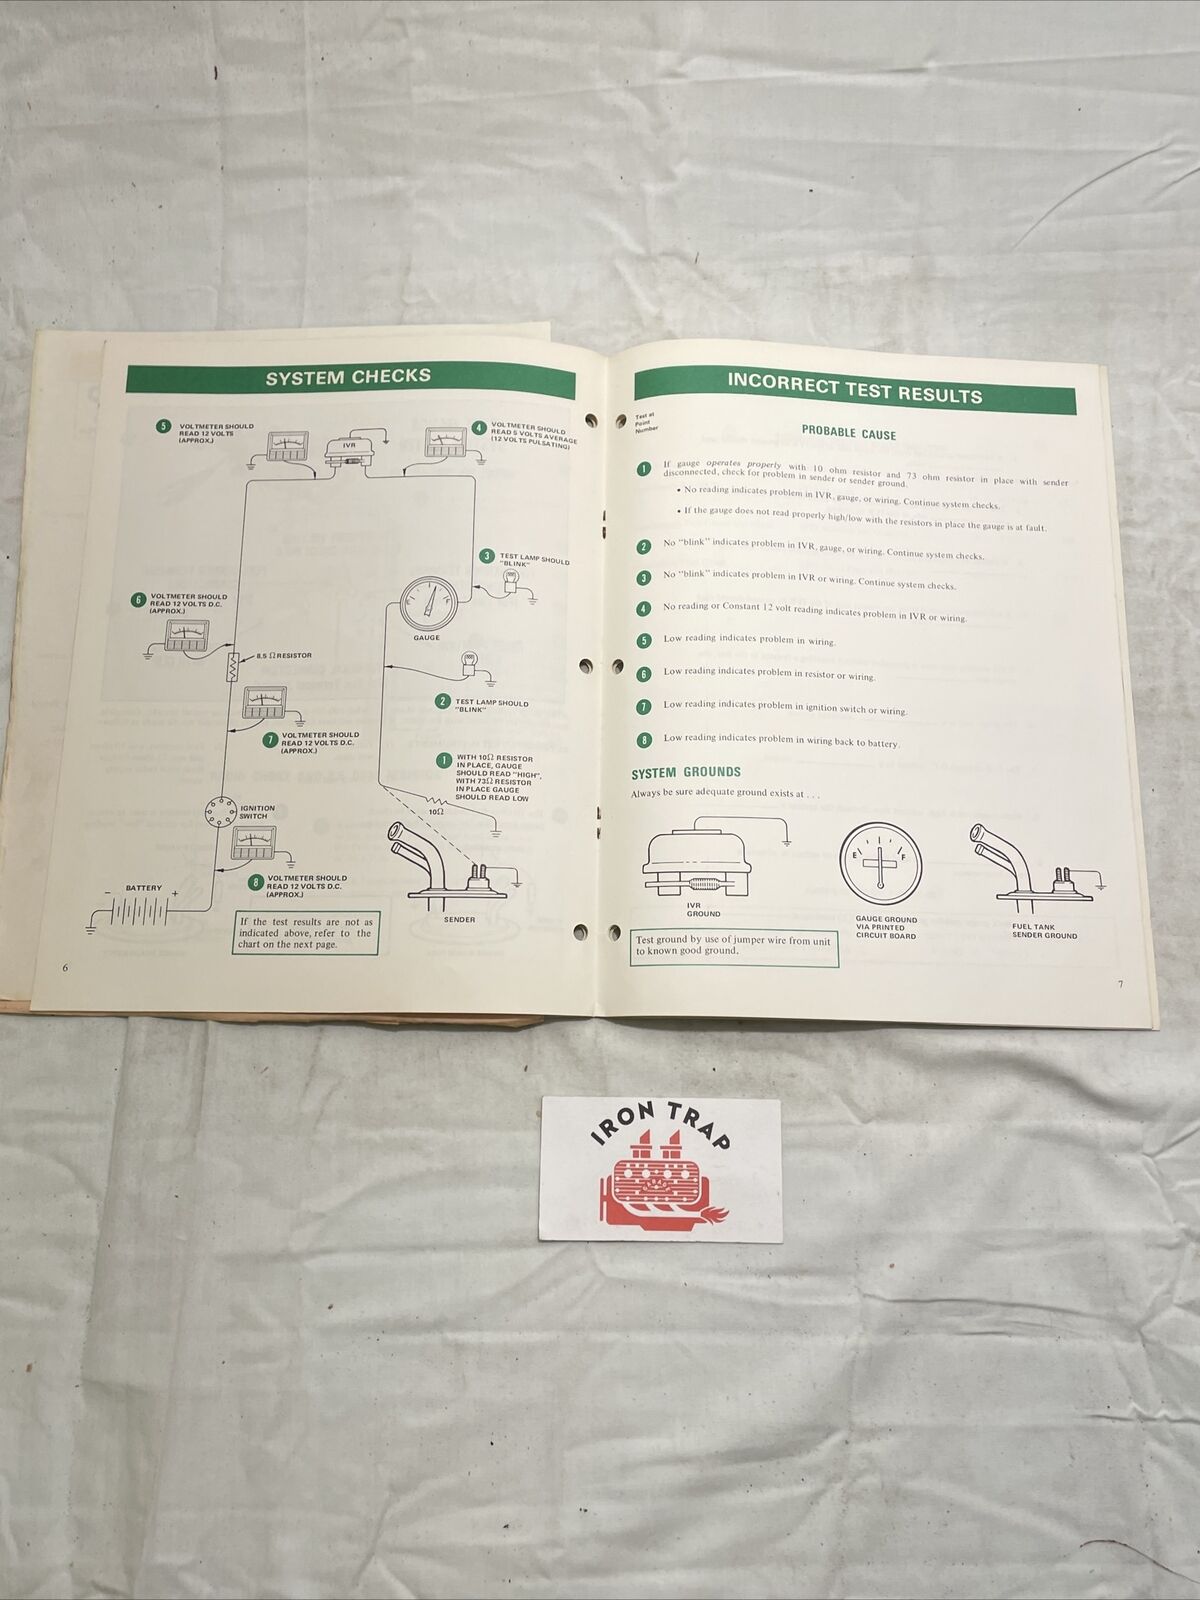 SYSTEM CHECKS
5 VOLTMETER SHOULD
READ 12 VOLTS
(APPROX.)
IVR
4 VOLTMETER SHOULD
READ 5 VOLTS AVERAGE
(12 VOLTS PULSATING)
3 TEST LAMP SHOULD
"BLINK"
6 VOLTMETER SHOULD
READ 12 VOLTS D.C.
(APPROX.)
GAUGE
8.5 Ω RESISTOR
2 TEST LAMP SHOULD
"BLINK"
7 VOLTMETER SHOULD
READ 12 VOLTS D.C.
(APPROX.)
1 WITH 10Ω RESISTOR
IN PLACE, GAUGE
SHOULD READ "HIGH",
WITH 73Ω RESISTOR
IN PLACE GAUGE
SHOULD READ LOW
10Ω
IGNITION
SWITCH
8 VOLTMETER SHOULD
READ 12 VOLTS D.C.
(APPROX.)
- BATTERY +
SENDER
If the test results are not as
indicated above, refer to the
chart on the next page.
6
INCORRECT TEST RESULTS
Test at
Point
Number
PROBABLE CAUSE
1 If gauge operates properly with 10 ohm resistor and 73 ohm resistor in place with sender
disconnected, check for problem in sender or sender ground.
• No reading indicates problem in IVR, gauge, or wiring. Continue system checks.
• If the gauge does not read properly high/low with the resistors in place the gauge is at fault.
2 No "blink" indicates problem in IVR, gauge, or wiring. Continue system checks.
3 No "blink" indicates problem in IVR or wiring. Continue system checks.
4 No reading or Constant 12 volt reading indicates problem in IVR or wiring.
5 Low reading indicates problem in wiring.
6 Low reading indicates problem in resistor or wiring.
7 Low reading indicates problem in ignition switch or wiring.
8 Low reading indicates problem in wiring back to battery.
SYSTEM GROUNDS
Always be sure adequate ground exists at . . .
E F
IVR
GROUND
GAUGE GROUND
VIA PRINTED
CIRCUIT BOARD
FUEL TANK
SENDER GROUND
Test ground by use of jumper wire from unit
to known good ground.
7
IRON TRAP